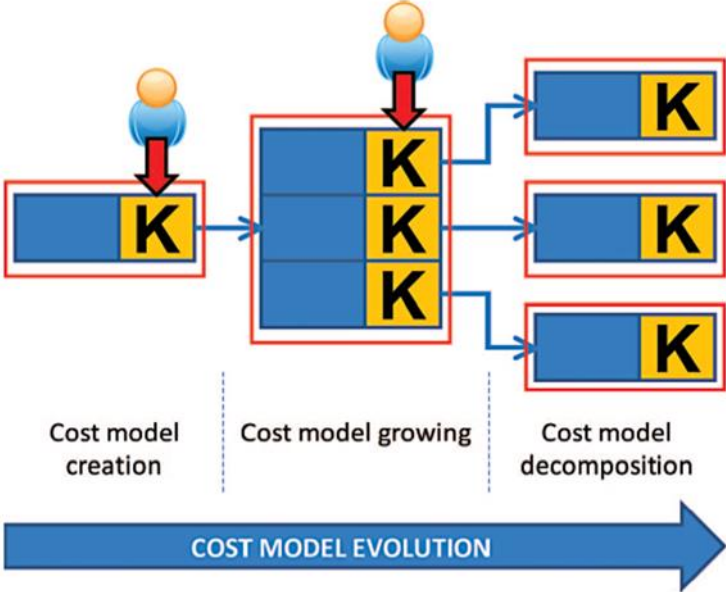 K
K
K
K
K
K
K
Cost model
creation
Cost model growing
Cost model
decomposition
COST MODEL EVOLUTION